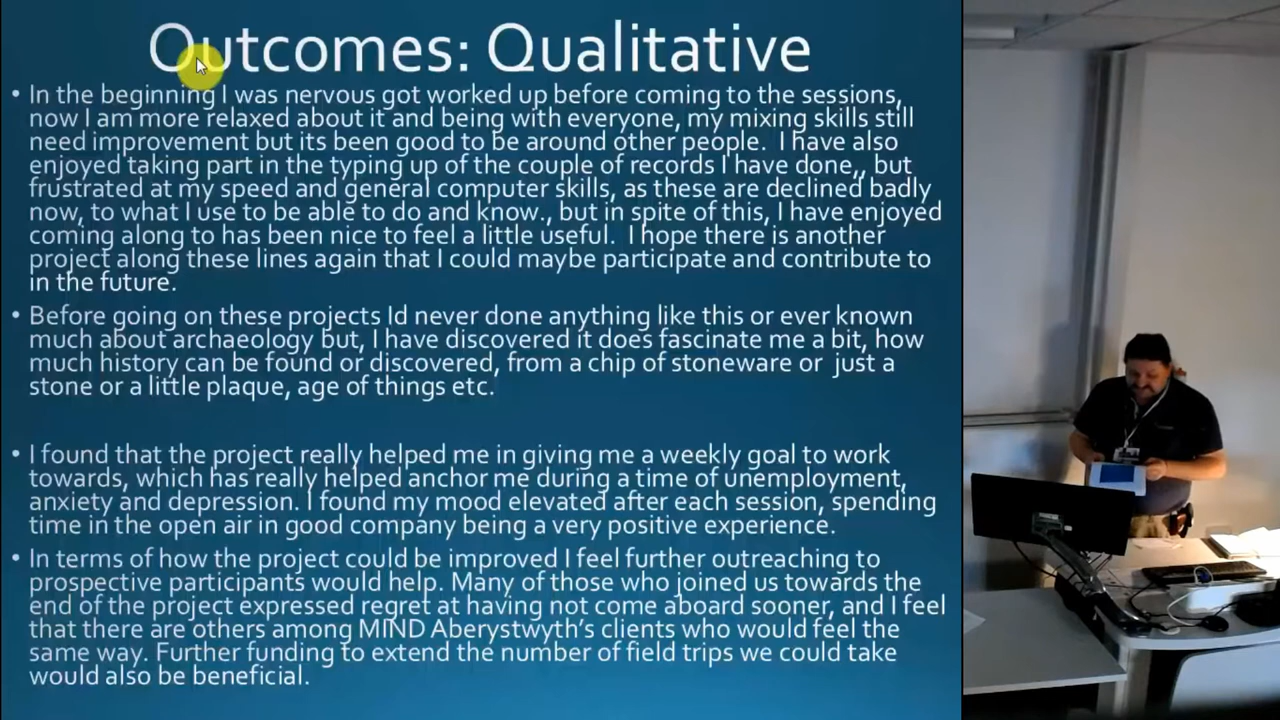 Outcomes: Qualitative
• In the beginning I was nervous got worked up before coming to the sessions,
now I am more relaxed about it and being with everyone, my mixing skills still
need improvement but its been good to be around other people. I have also
enjoyed taking part in the typing up of the couple of records I have done,, but
frustrated at my speed and general computer skills, as these are declined badly
now, to what I use to be able to do and know., but in spite of this, I have enjoyed
coming along to has been nice to feel a little useful. I hope there is another
project along these lines again that I could maybe participate and contribute to
in the future.
• Before going on these projects Id never done anything like this or ever known
much about archaeology but, I have discovered it does fascinate me a bit, how
much history can be found or discovered, from a chip of stoneware or just a
stone or a little plaque, age of things etc.
• I found that the project really helped me in giving me a weekly goal to work
towards, which has really helped anchor me during a time of unemployment,
anxiety and depression. I found my mood elevated after each session, spending
time in the open air in good company being a very positive experience.
• In terms of how the project could be improved I feel further outreaching to
prospective participants would help. Many of those who joined us towards the
end of the project expressed regret at having not come aboard sooner, and I feel
that there are others among MIND Aberystwyth's clients who would feel the
same way. Further funding to extend the number of field trips we could take
would also be beneficial.